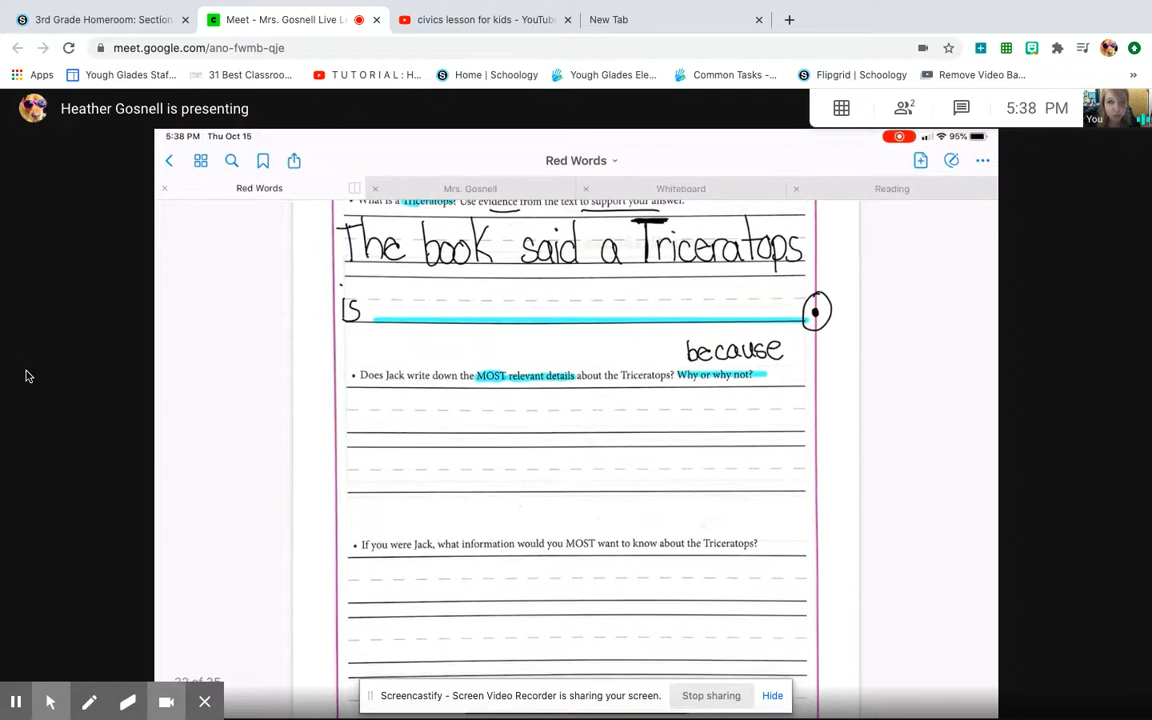 3rd Grade Homeroom: Section
Meet - Mrs. Gosnell Live L
civics lesson for kids - YouTube
New Tab
meet.google.com/ano-fwmb-qje
Apps
Yough Glades Staf...
31 Best Classroo...
T U T O R I A L : H...
Home | Schoology
Yough Glades Ele...
Common Tasks -...
Flipgrid | Schoology
Remove Video Ba...
Heather Gosnell is presenting
2
5:38 PM
You
5:38 PM Thu Oct 15
95%
Red Words
Red Words
Mrs. Gosnell
Whiteboard
Reading
• What is a Triceratops? Use evidence from the text to support your answer.
The book said a Triceratops
is .
because
• Does Jack write down the MOST relevant details about the Triceratops? Why or why not?
• If you were Jack, what information would you MOST want to know about the Triceratops?
Screencastify - Screen Video Recorder is sharing your screen.
Stop sharing
Hide